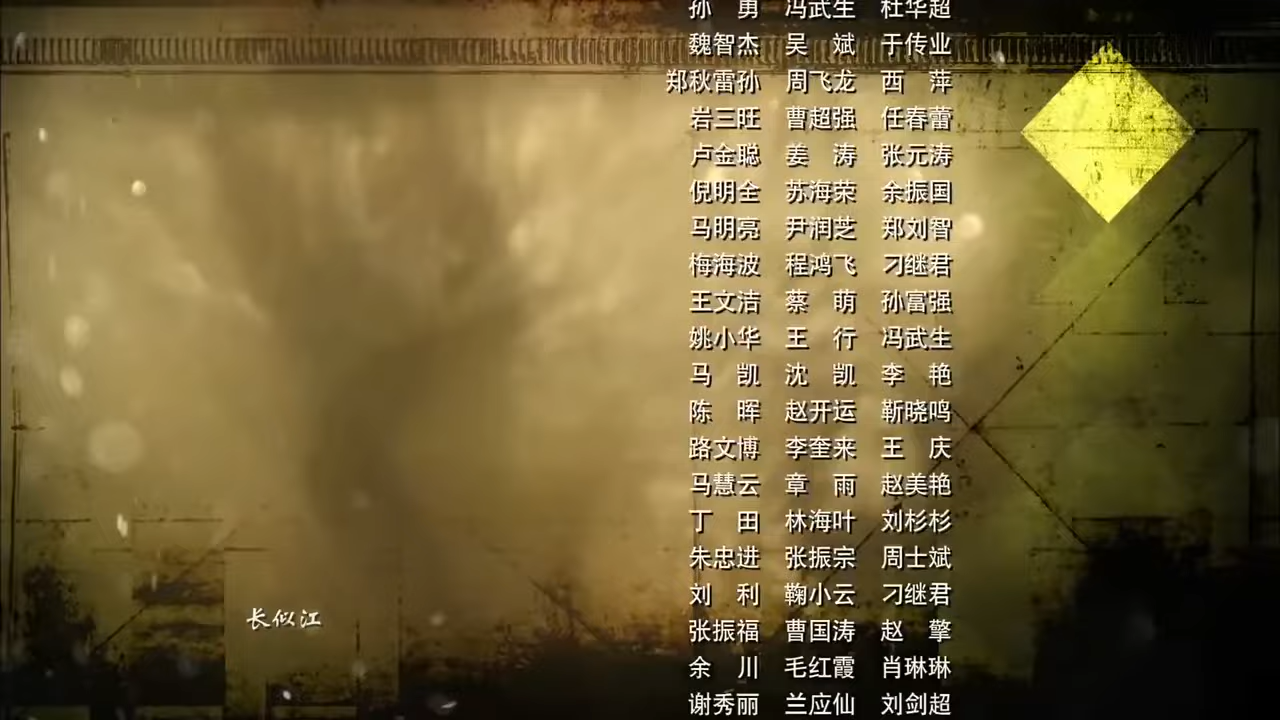 孙 勇 冯武生 杜华超
魏智杰 吴 斌 于传业
郑秋雷孙 周飞龙 西 萍
岩三旺 曹超强 任春蕾
卢金聪 姜 涛 张元涛
倪明全 苏海荣 余振国
马明亮 尹润芝 郑刘智
梅海波 程鸿飞 刁继君
王文洁 蔡 萌 孙富强
姚小华 王 行 冯武生
马 凯 沈 凯 李 艳
陈 晖 赵开运 靳晓鸣
路文博 李奎来 王 庆
马慧云 章 雨 赵美艳
丁 田 林海叶 刘杉杉
朱忠进 张振宗 周士斌
刘 利 鞠小云 刁继君
长似江
张振福 曹国涛 赵 擎
余 川 毛红霞 肖琳琳
谢秀丽 兰应仙 刘剑超